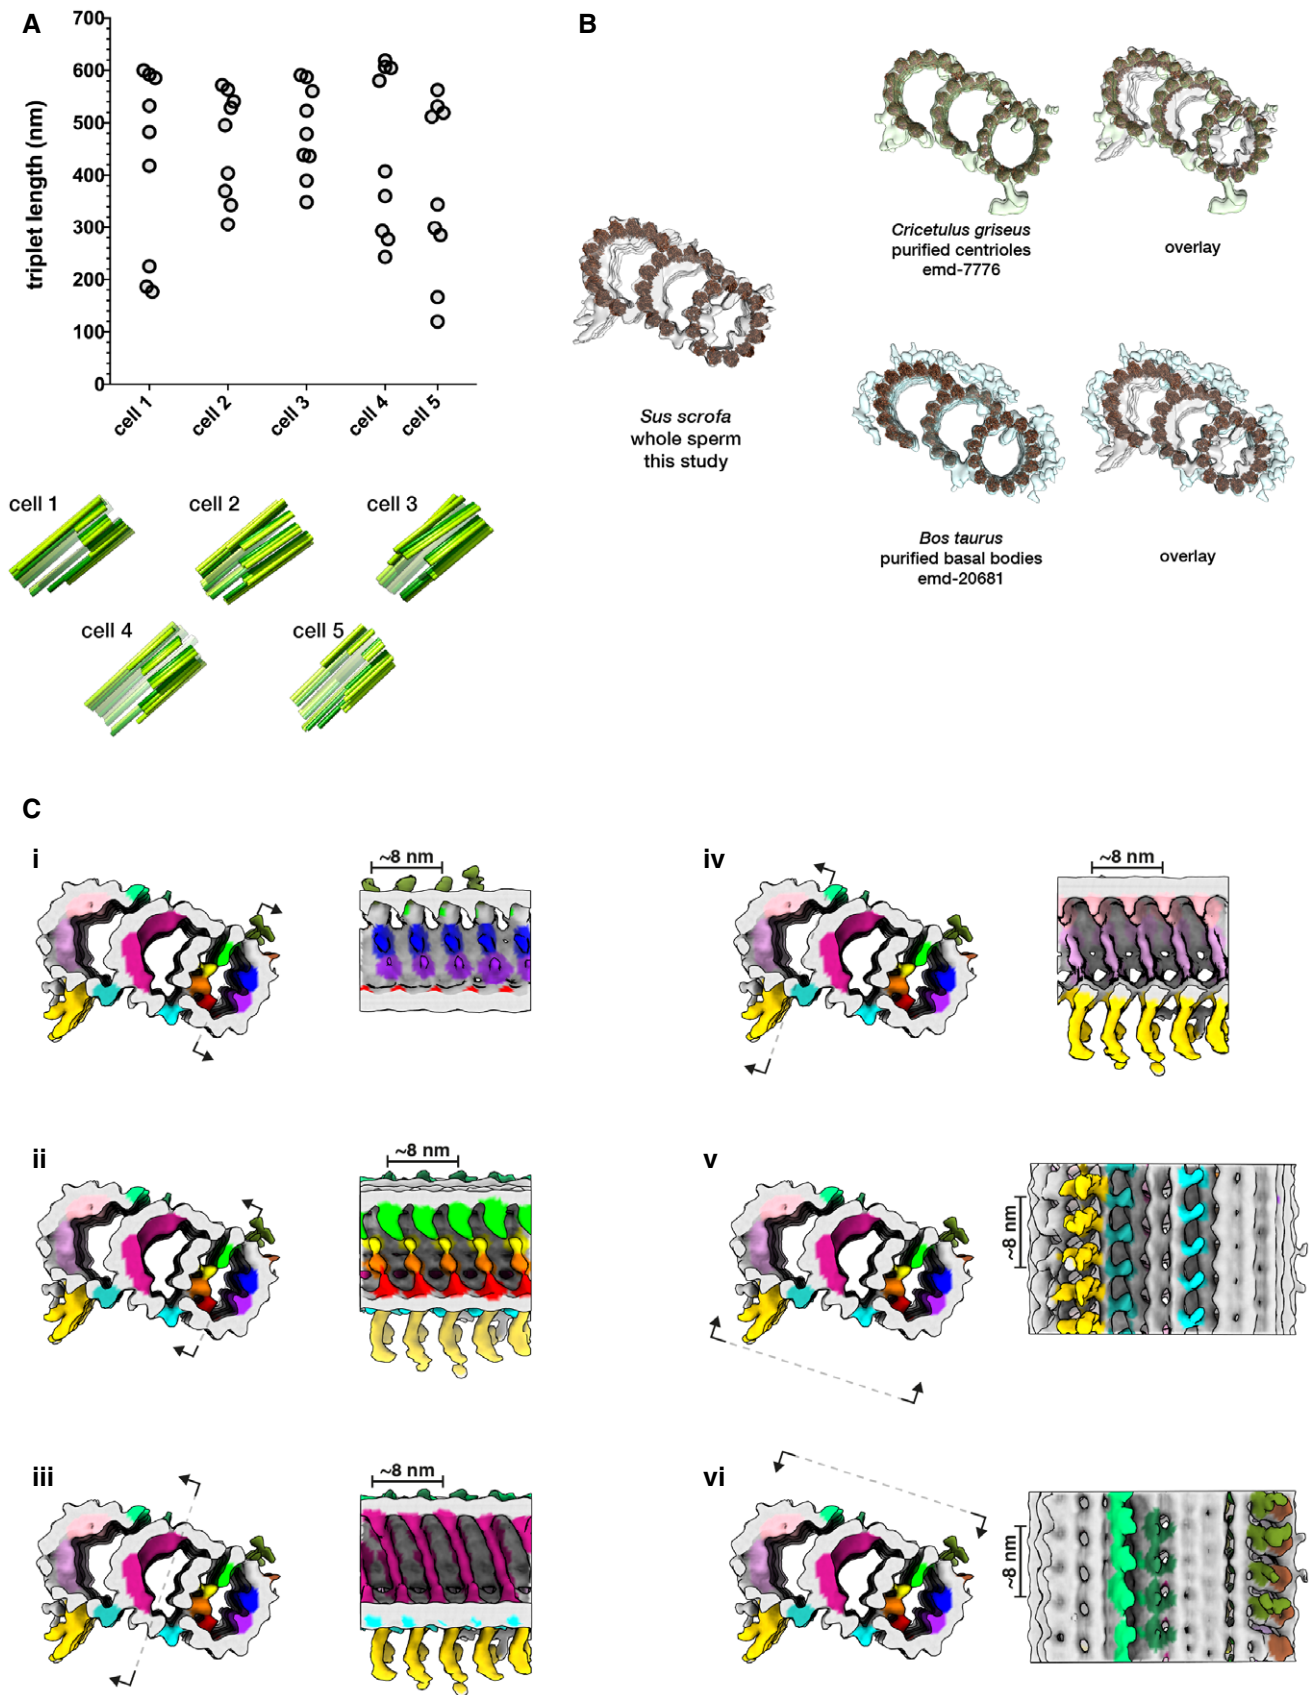 A
B
700
600
500
400
300
200
100
0
triplet length (nm)
cell 1
cell 2
cell 3
cell 4
cell 5
cell 1
cell 2
cell 3
cell 4
cell 5
Sus scrofa
whole sperm
this study
Cricetulus griseus
purified centrioles
emd-7776
overlay
Bos taurus
purified basal bodies
emd-20681
overlay
C
i
~8 nm
iv
~8 nm
ii
~8 nm
v
~8 nm
iii
~8 nm
vi
~8 nm